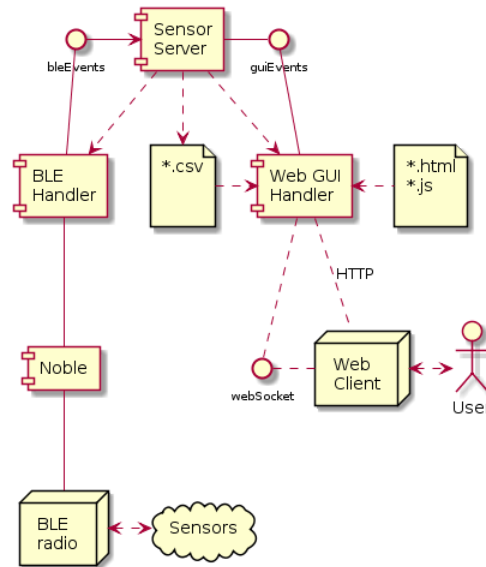 Sensor
Server
bleEvents
guiEvents
BLE
Handler
*.csv
Web GUI
Handler
*.html
*.js
HTTP
Noble
Web
Client
webSocket
User
BLE
radio
Sensors